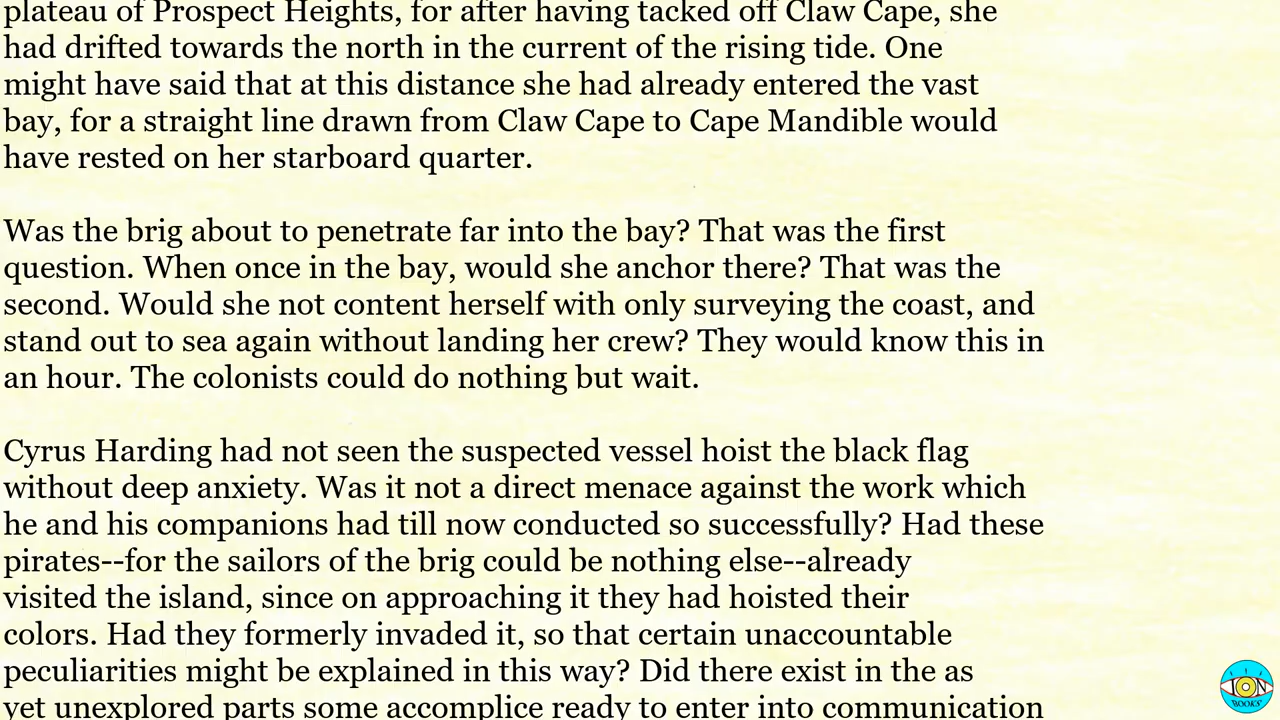 plateau of Prospect Heights, for after having tacked off Claw Cape, she
had drifted towards the north in the current of the rising tide. One
might have said that at this distance she had already entered the vast
bay, for a straight line drawn from Claw Cape to Cape Mandible would
have rested on her starboard quarter.
Was the brig about to penetrate far into the bay? That was the first
question. When once in the bay, would she anchor there? That was the
second. Would she not content herself with only surveying the coast, and
stand out to sea again without landing her crew? They would know this in
an hour. The colonists could do nothing but wait.
Cyrus Harding had not seen the suspected vessel hoist the black flag
without deep anxiety. Was it not a direct menace against the work which
he and his companions had till now conducted so successfully? Had these
pirates--for the sailors of the brig could be nothing else--already
visited the island, since on approaching it they had hoisted their
colors. Had they formerly invaded it, so that certain unaccountable
peculiarities might be explained in this way? Did there exist in the as
yet unexplored parts some accomplice ready to enter into communication
ION
BOOKS